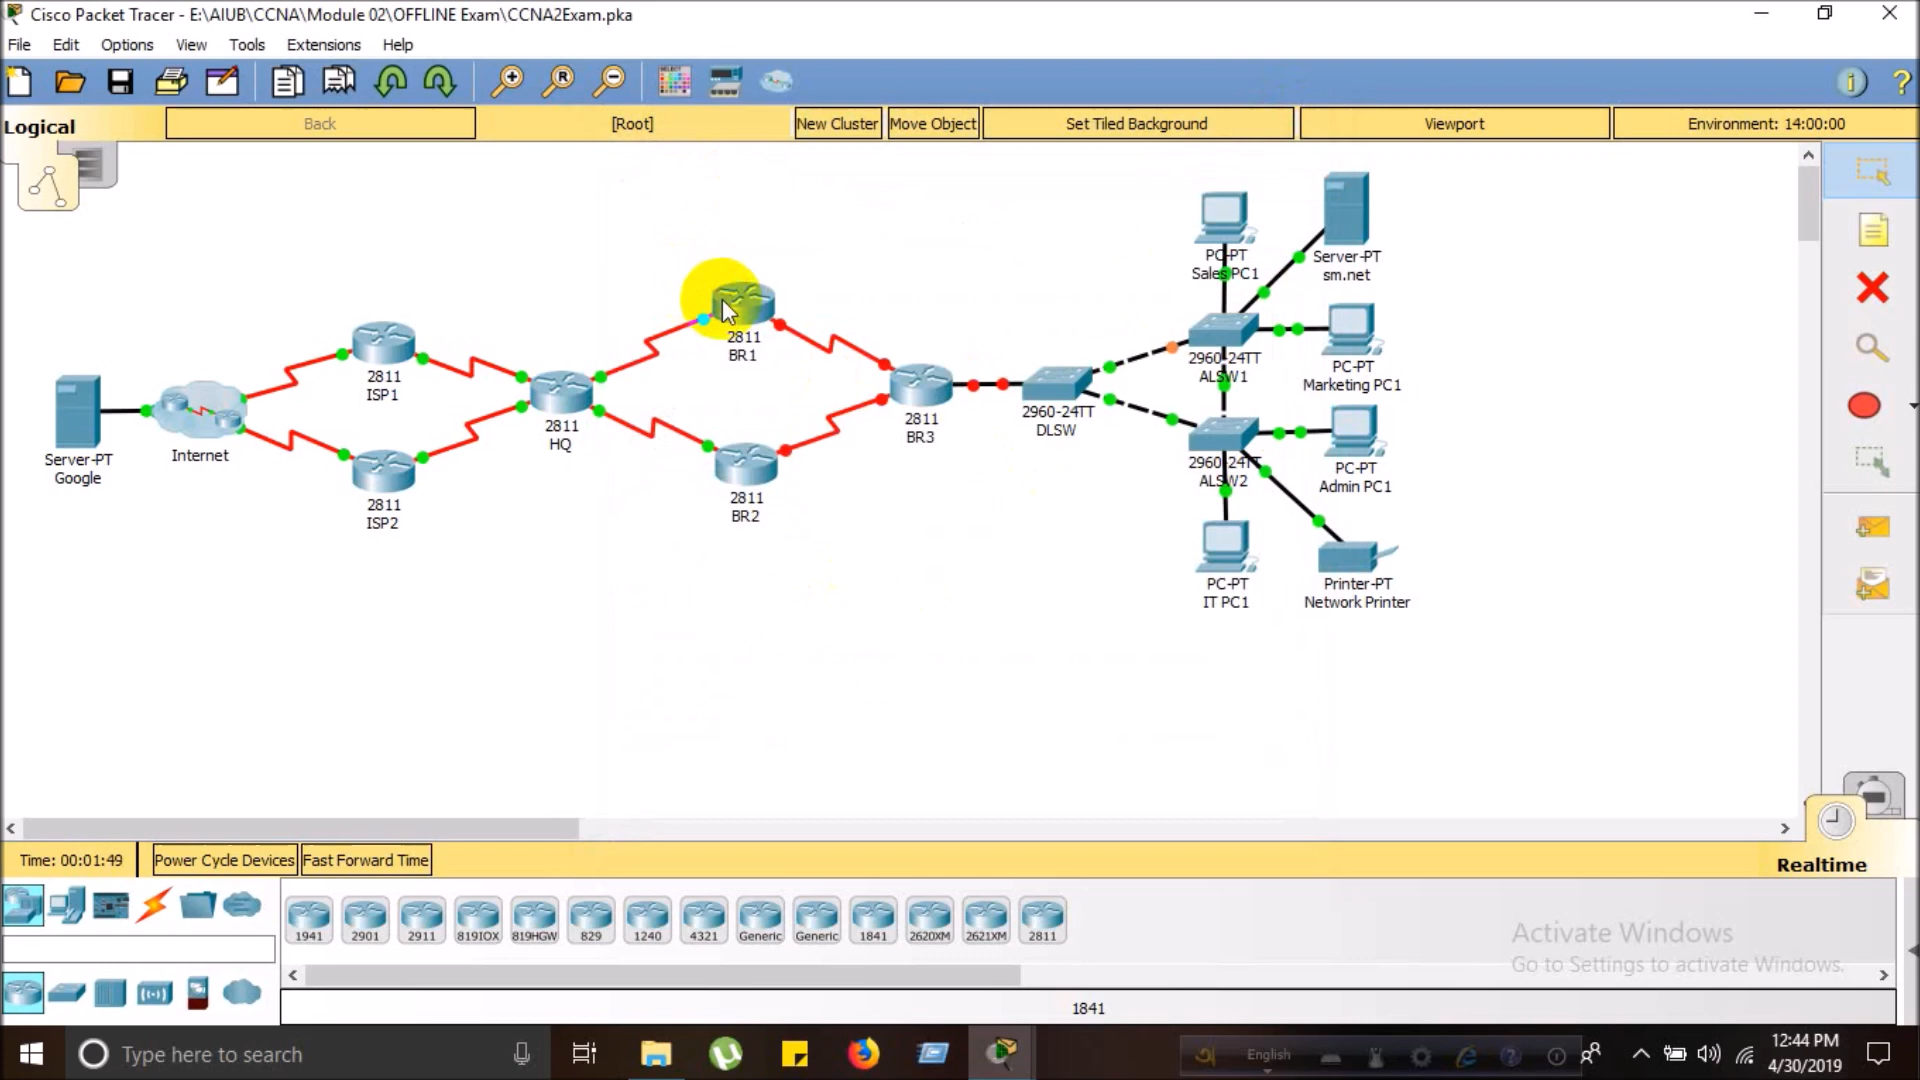 Cisco Packet Tracer - E:\AIUB\CCNA\Module 02\OFFLINE Exam\CCNA2Exam.pka
File Edit Options View Tools Extensions Help
Logical Back [Root] New Cluster Move Object Set Tiled Background Viewport Environment: 14:00:00
PC-PT
Sales PC1
Server-PT
sm.net
2811
BR1
2811
ISP1
2960-24TT
ALSW1
PC-PT
Marketing PC1
2811
HQ
2811
BR3
2960-24TT
DLSW
Server-PT
Google
Internet
2960-24TT
ALSW2
PC-PT
Admin PC1
2811
ISP2
2811
BR2
PC-PT
IT PC1
Printer-PT
Network Printer
Time: 00:01:49 Power Cycle Devices Fast Forward Time Realtime
1941 2901 2911 819IOX 819HGW 829 1240 4321 Generic Generic 1841 2620XM 2621XM 2811
Activate Windows
Go to Settings to activate Windows.
1841
Type here to search
English
12:44 PM
4/30/2019